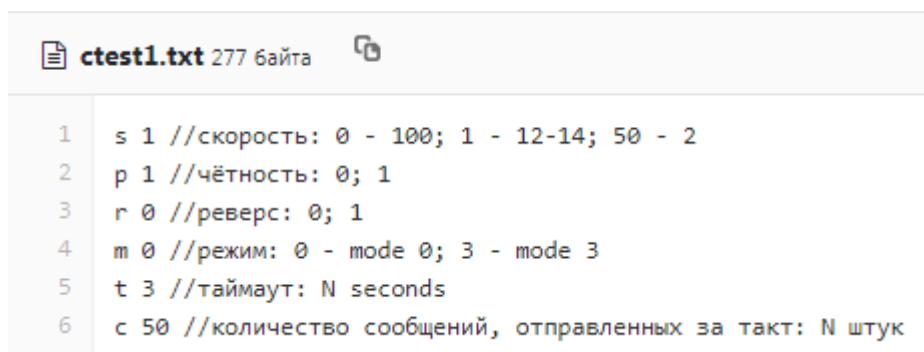 ctest1.txt 277 байта
1 s 1 //скорость: 0 - 100; 1 - 12-14; 50 - 2
2 p 1 //чётность: 0; 1
3 r 0 //реверс: 0; 1
4 m 0 //режим: 0 - mode 0; 3 - mode 3
5 t 3 //таймаут: N seconds
6 c 50 //количество сообщений, отправленных за такт: N штук